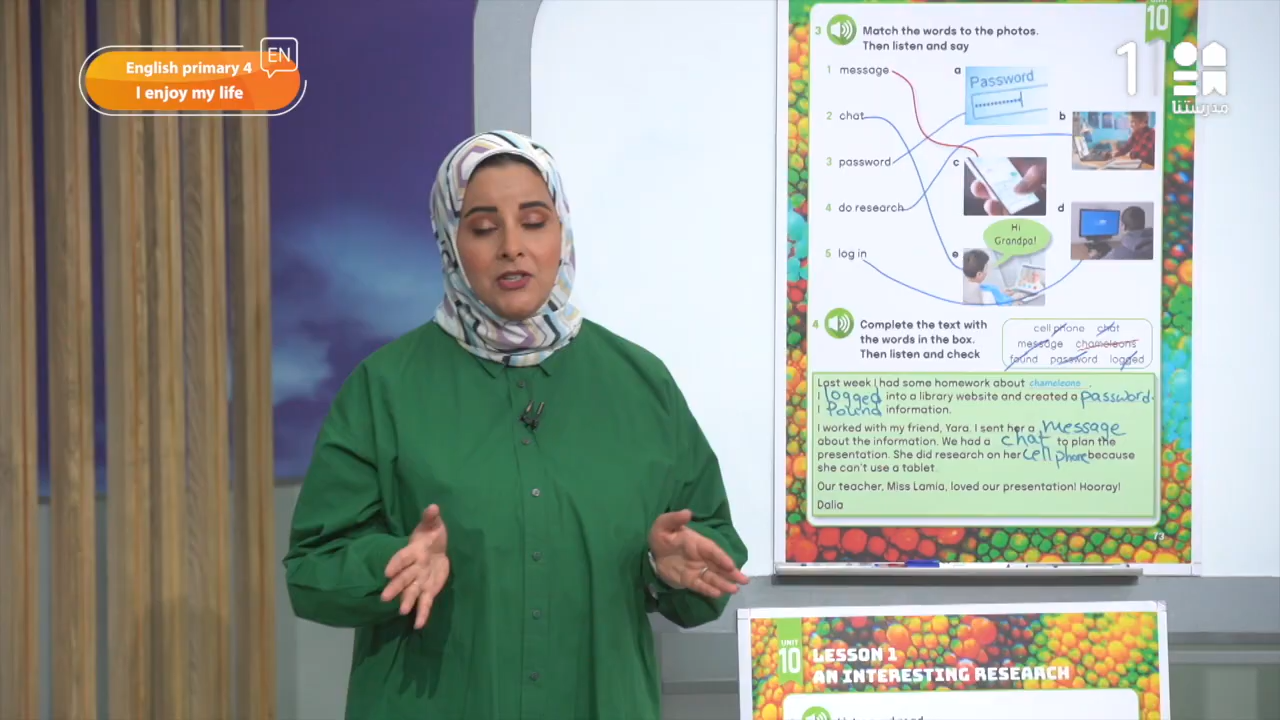 English primary 4
EN
I enjoy my life
1
مدرستنا
UNIT
10
3 Match the words to the photos.
Then listen and say
1 message
2 chat
3 password
4 do research
5 log in
a
Password
b
c
d
e
Hi
Grandpa!
4 Complete the text with
the words in the box.
Then listen and check
cell phone chat
message chameleons
found password logged
Last week I had some homework about chameleons .
I logged into a library website and created a password.
I found information.
I worked with my friend, Yara. I sent her a message
about the information. We had a chat to plan the
presentation. She did research on her cell phone because
she can't use a tablet
Our teacher, Miss Lamia, loved our presentation! Hooray!
Dalia
73
UNIT
10
LESSON 1
AN INTERESTING RESEARCH